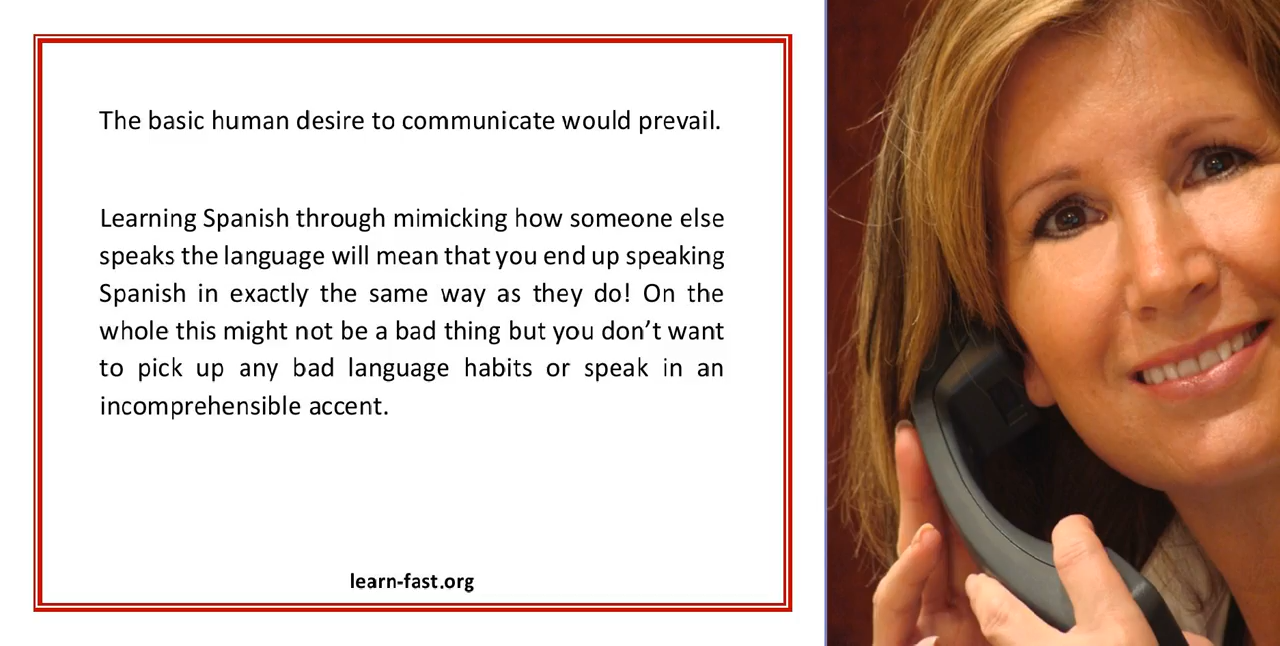 The basic human desire to communicate would prevail.
Learning Spanish through mimicking how someone else
speaks the language will mean that you end up speaking
Spanish in exactly the same way as they do! On the
whole this might not be a bad thing but you don’t want
to pick up any bad language habits or speak in an
incomprehensible accent.
learn-fast.org